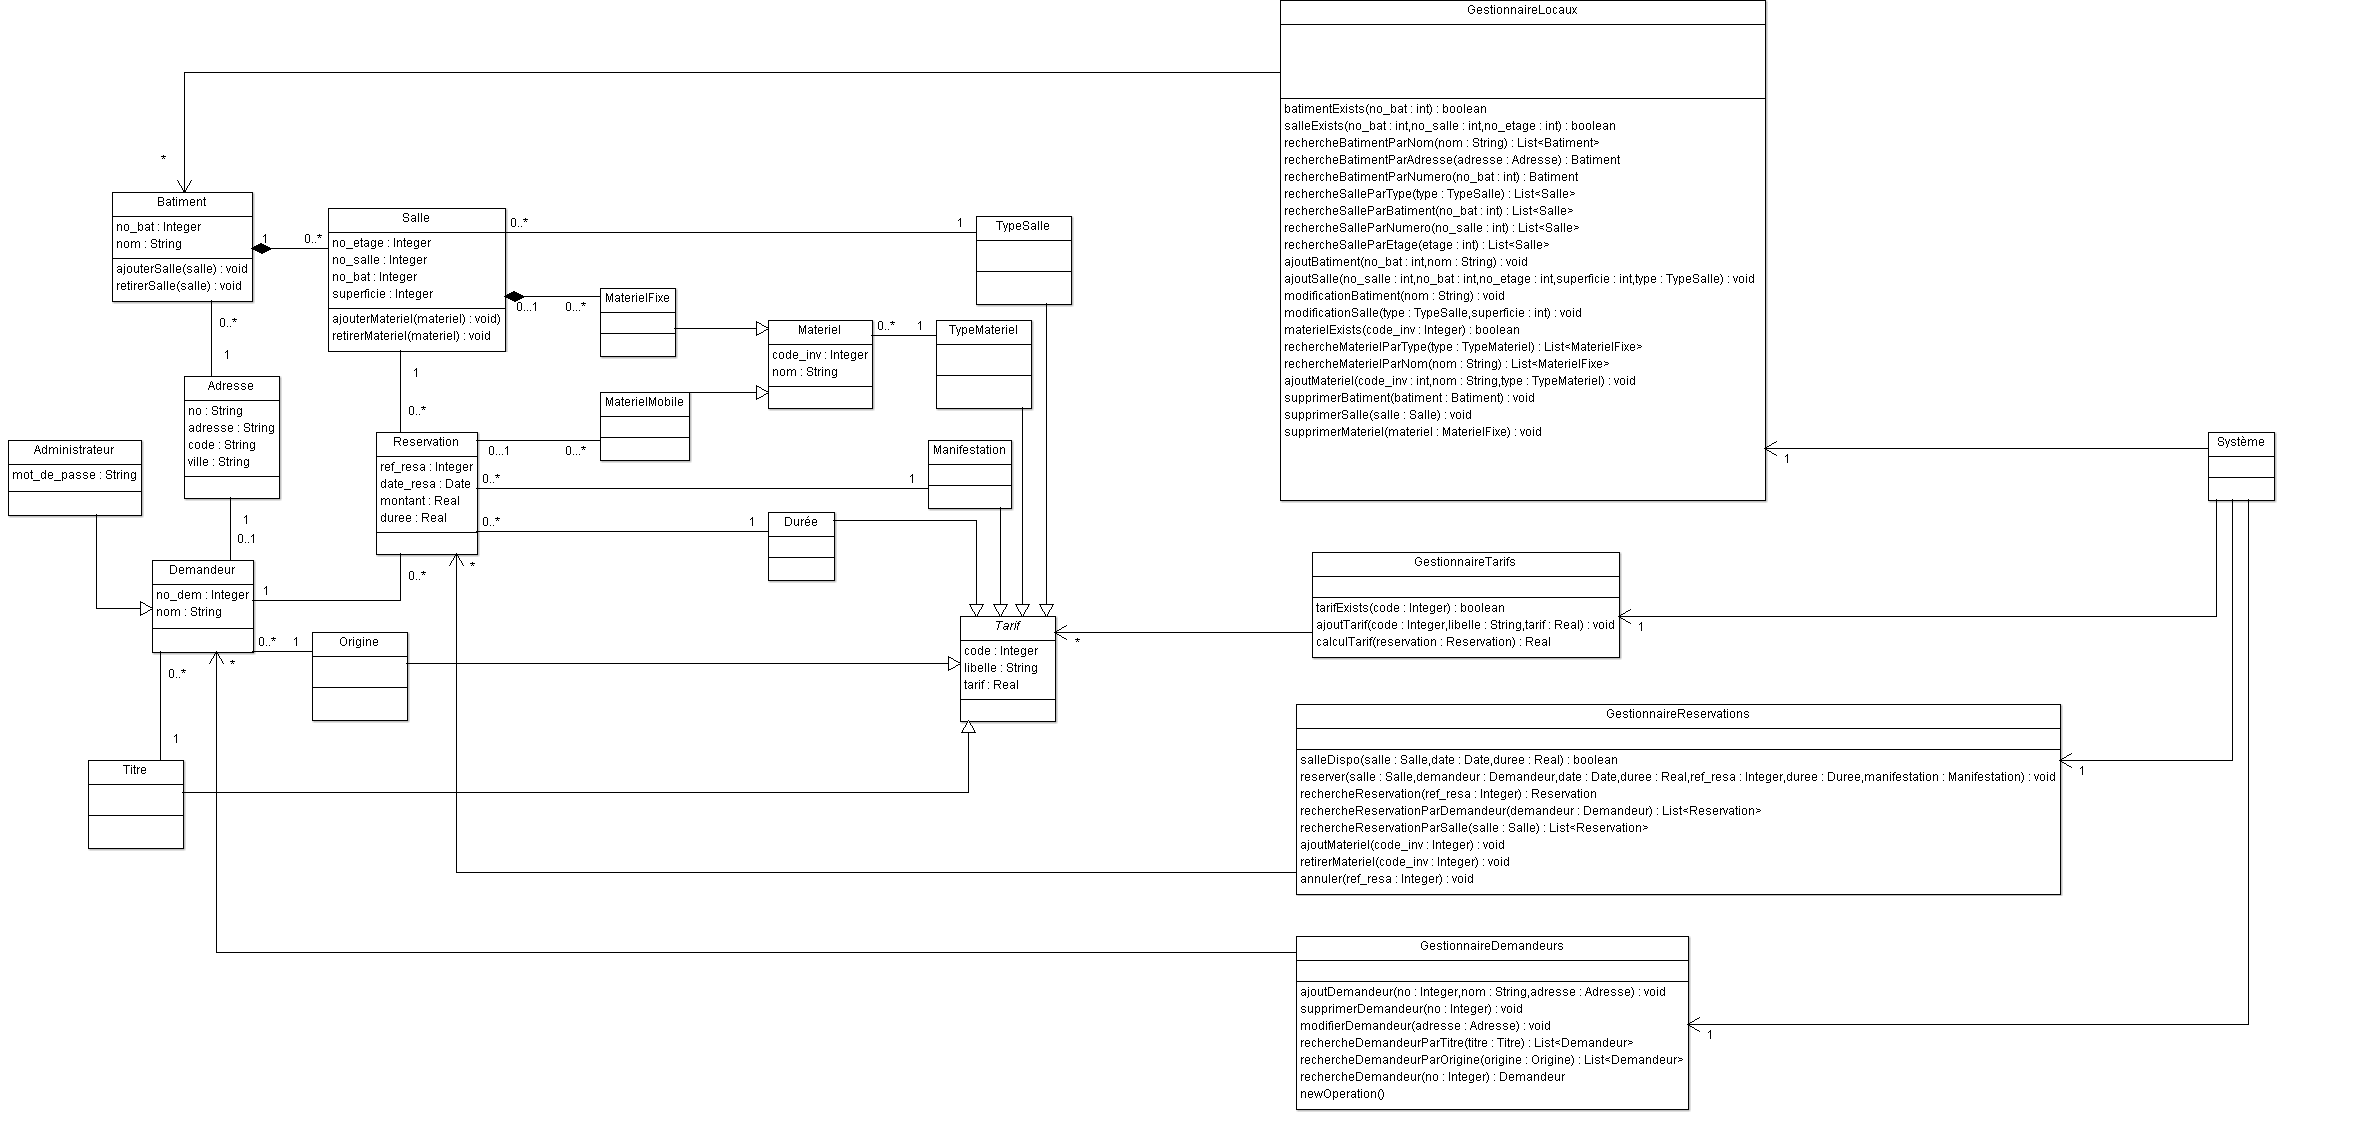 GestionnaireLocaux
batimentExists(no_bat : int) : boolean
salleExists(no_bat : int,no_salle : int,no_etage : int) : boolean
rechercheBatimentParNom(nom : String) : List<Batiment>
rechercheBatimentParAdresse(adresse : Adresse) : Batiment
rechercheBatimentParNumero(no_bat : int) : Batiment
rechercheSalleParType(type : TypeSalle) : List<Salle>
rechercheSalleParBatiment(no_bat : int) : List<Salle>
rechercheSalleParNumero(no_salle : int) : List<Salle>
rechercheSalleParEtage(etage : int) : List<Salle>
ajoutBatiment(no_bat : int,nom : String) : void
ajoutSalle(no_salle : int,no_bat : int,no_etage : int,superficie : int,type : TypeSalle) : void
modificationBatiment(nom : String) : void
modificationSalle(type : TypeSalle,superficie : int) : void
materielExists(code_inv : Integer) : boolean
rechercheMaterielParType(type : TypeMateriel) : List<MaterielFixe>
rechercheMaterielParNom(nom : String) : List<MaterielFixe>
ajoutMateriel(code_inv : int,nom : String,type : TypeMateriel) : void
supprimerBatiment(batiment : Batiment) : void
supprimerSalle(salle : Salle) : void
supprimerMateriel(materiel : MaterielFixe) : void
*
Batiment
no_bat : Integer
nom : String
ajouterSalle(salle) : void
retirerSalle(salle) : void
1
0..*
Salle
no_etage : Integer
no_salle : Integer
no_bat : Integer
superficie : Integer
ajouterMateriel(materiel) : void)
retirerMateriel(materiel) : void
0..*
1
TypeSalle
0..1
0..*
MaterielFixe
Materiel
code_inv : Integer
nom : String
0..*
1
TypeMateriel
MaterielMobile
0..*
1
Adresse
no : String
adresse : String
code : String
ville : String
1
0..*
Administrateur
mot_de_passe : String
Reservation
ref_resa : Integer
date_resa : Date
montant : Real
duree : Real
0..1
0..*
0..*
1
Manifestation
0..*
1
Durée
*
0..*
1
0..1
Demandeur
no_dem : Integer
nom : String
1
0..*
1
Origine
*
0..*
1
Titre
Tarif
code : Integer
libelle : String
tarif : Real
*
Système
1
GestionnaireTarifs
tarifExists(code : Integer) : boolean
ajoutTarif(code : Integer,libelle : String,tarif : Real) : void
calculTarif(reservation : Reservation) : Real
1
GestionnaireReservations
salleDispo(salle : Salle,date : Date,duree : Real) : boolean
reserver(salle : Salle,demandeur : Demandeur,date : Date,duree : Real,ref_resa : Integer,duree : Duree,manifestation : Manifestation) : void
rechercheReservation(ref_resa : Integer) : Reservation
rechercheReservationParDemandeur(demandeur : Demandeur) : List<Reservation>
rechercheReservationParSalle(salle : Salle) : List<Reservation>
ajoutMateriel(code_inv : Integer) : void
retirerMateriel(code_inv : Integer) : void
annuler(ref_resa : Integer) : void
1
GestionnaireDemandeurs
ajoutDemandeur(no : Integer,nom : String,adresse : Adresse) : void
supprimerDemandeur(no : Integer) : void
modifierDemandeur(adresse : Adresse) : void
rechercheDemandeurParTitre(titre : Titre) : List<Demandeur>
rechercheDemandeurParOrigine(origine : Origine) : List<Demandeur>
rechercheDemandeur(no : Integer) : Demandeur
newOperation()
1